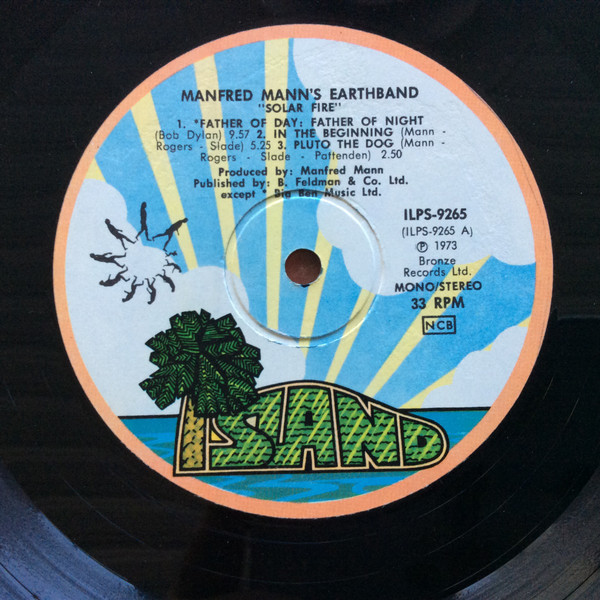 MANFRED MANN'S EARTHBAND
"SOLAR FIRE"
1. *FATHER OF DAY: FATHER OF NIGHT
(Bob Dylan) 9.57 2. IN THE BEGINNING (Mann -
Rogers - Slade) 5.25 3. PLUTO THE DOG (Mann -
Rogers - Slade - Pattenden) 2.50
Produced by: Manfred Mann
Published by: B. Feldman & Co. Ltd.
except * Big Ben Music Ltd.
ILPS-9265
(ILPS-9265 A)
℗ 1973
Bronze
Records Ltd.
MONO/STEREO
33 RPM
NCB
ISLAND